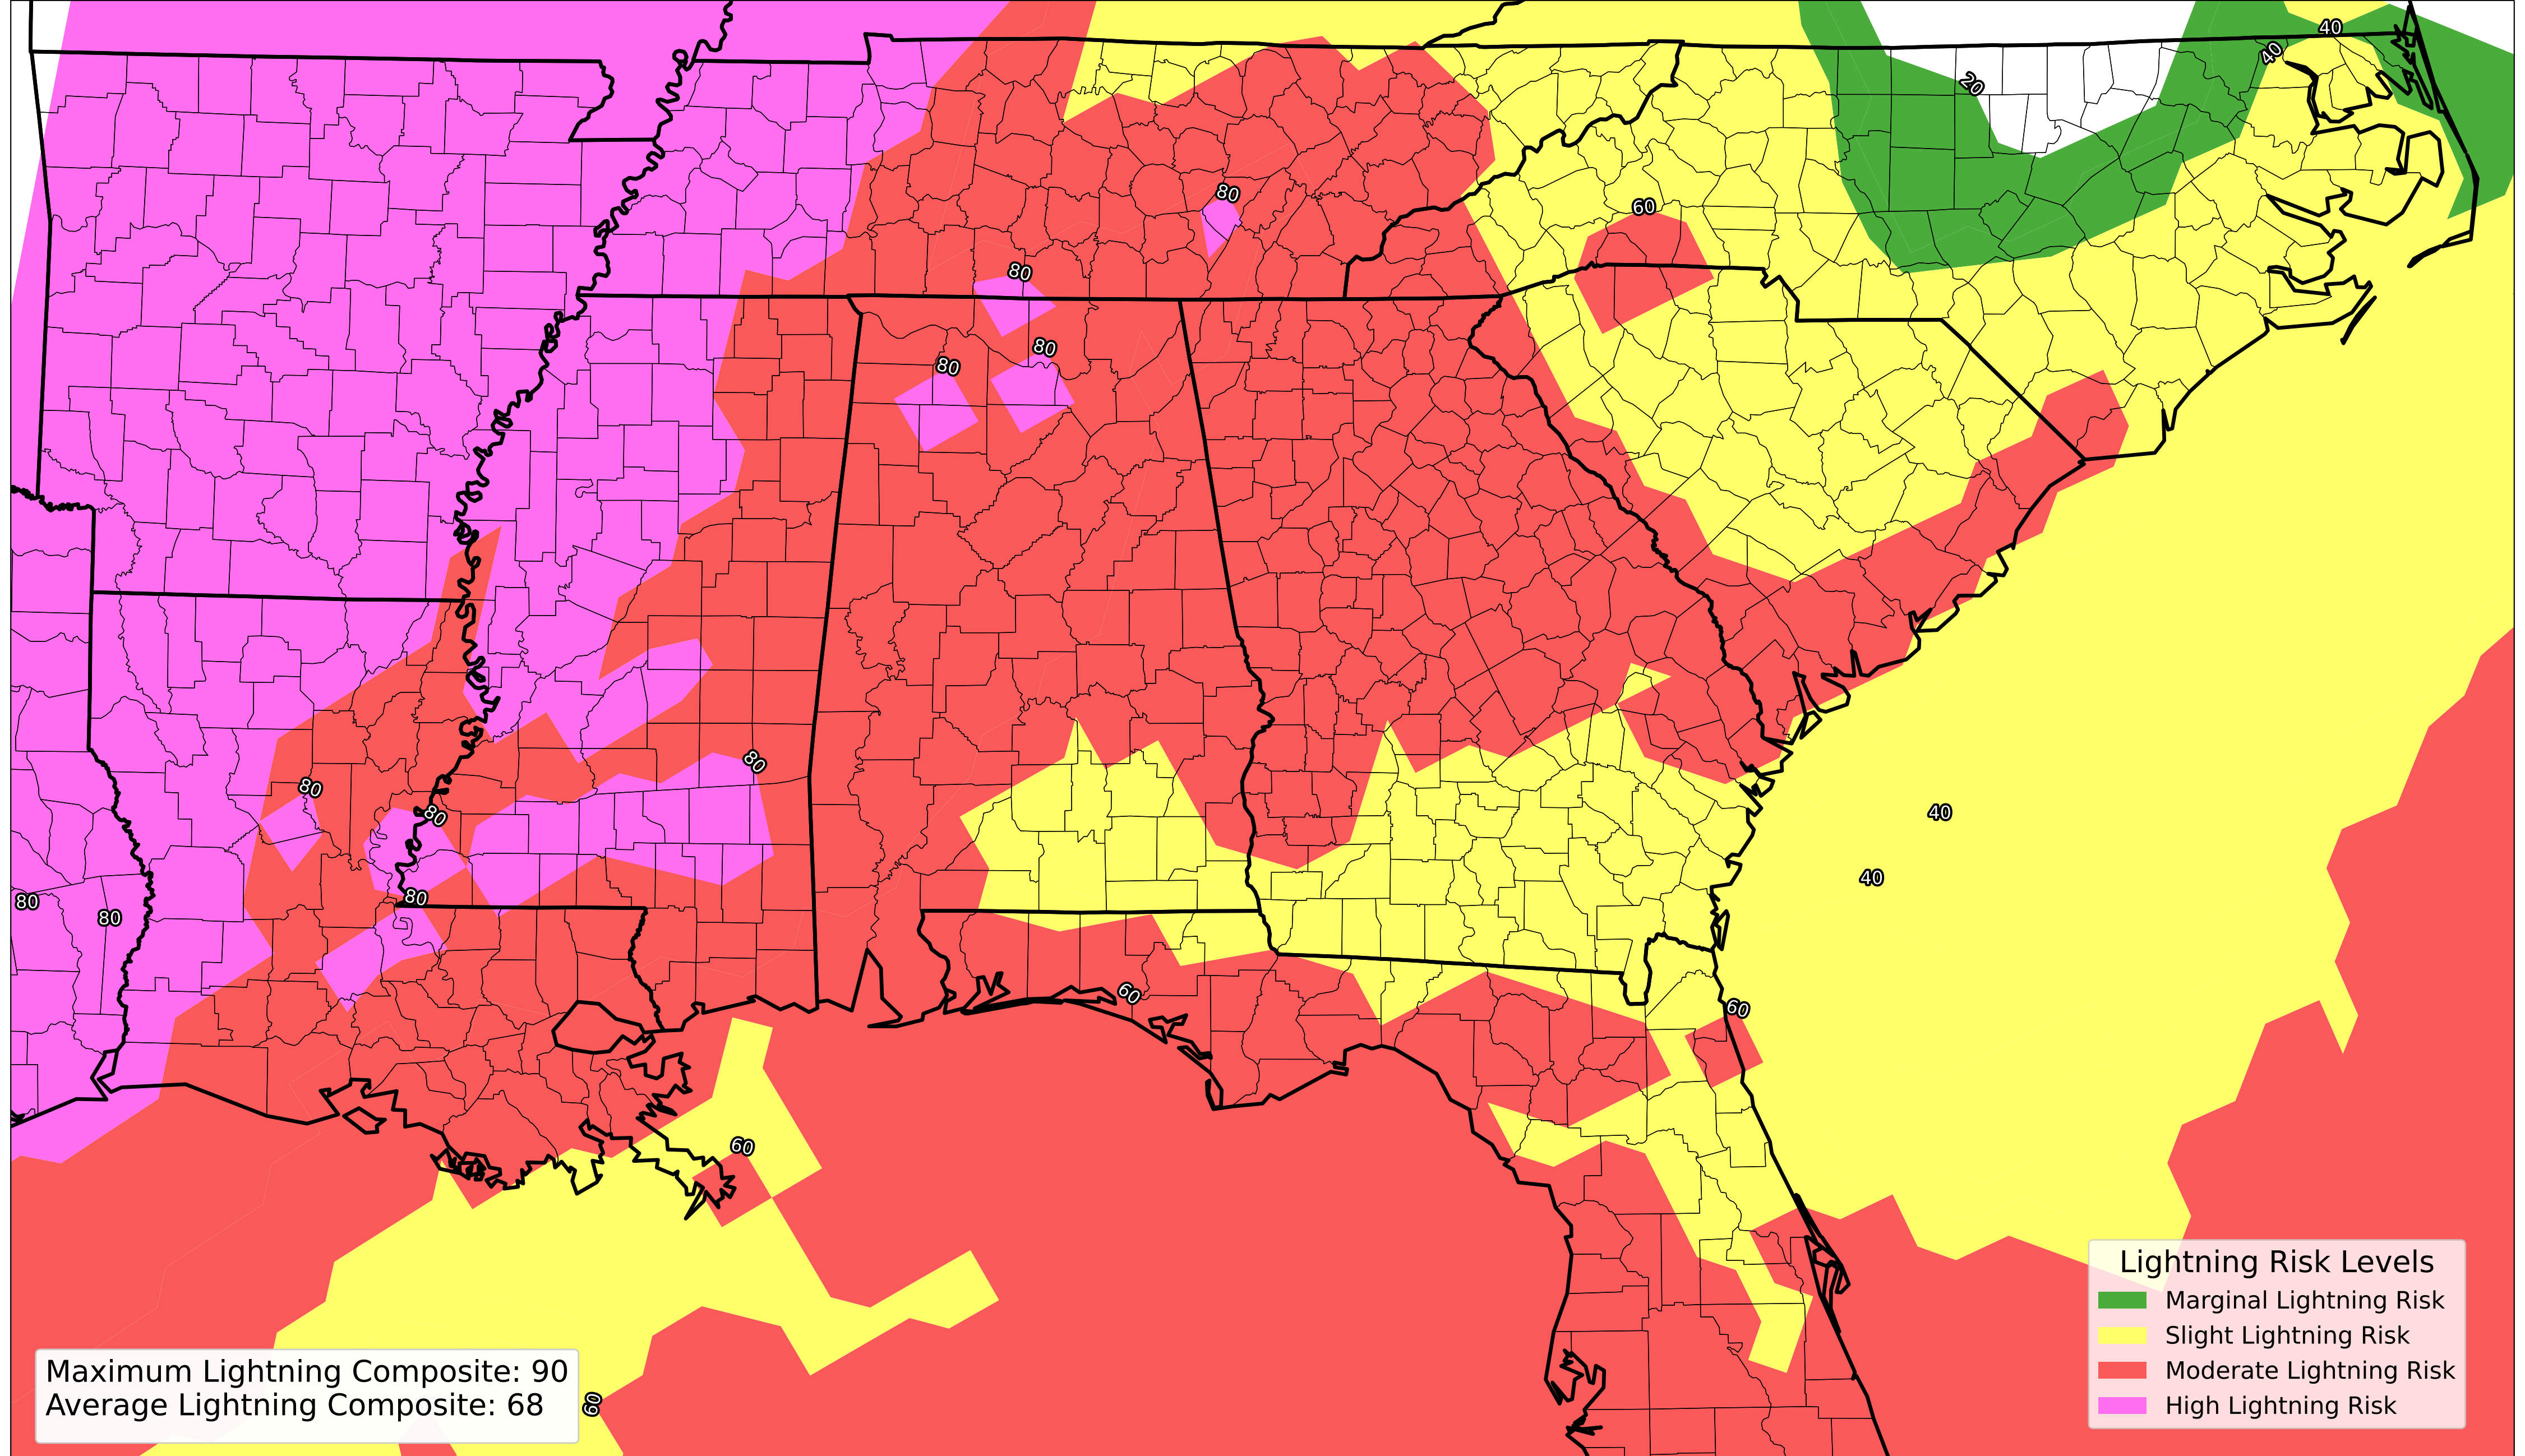 40
40
20
80
60
80
80
80
80
80
80
40
40
80
80
80
60
60
60
60
Lightning Risk Levels
Marginal Lightning Risk
Slight Lightning Risk
Moderate Lightning Risk
High Lightning Risk
Maximum Lightning Composite: 90
Average Lightning Composite: 68